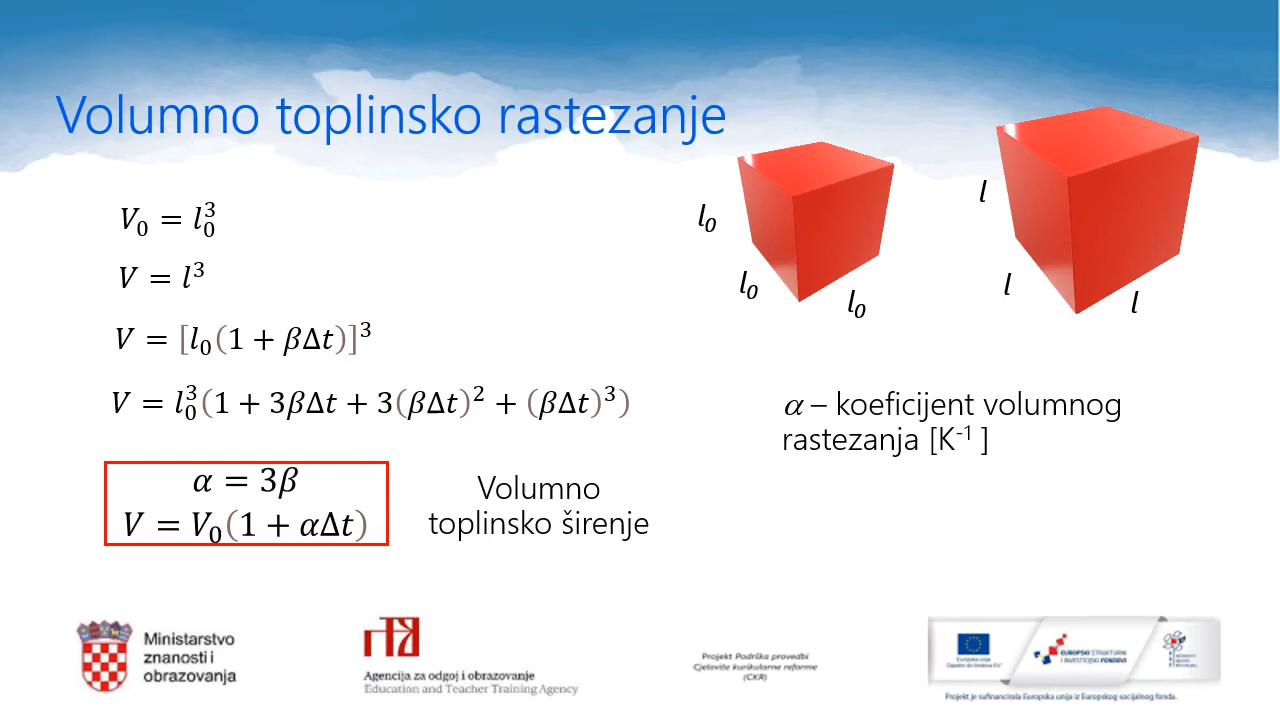 Volumno toplinsko rastezanje
V₀ = l₀³
V = l³
V = [l₀(1 + βΔt)]³
V = l₀³(1 + 3βΔt + 3(βΔt)² + (βΔt)³)
α = 3β
V = V₀(1 + αΔt)
Volumno
toplinsko širenje
l₀
l₀
l₀
l
l
l
α – koeficijent volumnog
rastezanja [K⁻¹ ]
Ministarstvo
znanosti i
obrazovanja
Agencija za odgoj i obrazovanje
Education and Teacher Training Agency
Projekt Podrška provedbi
Cjelovite kurikularne reforme
(CKR)
Europska unija
EUROPSKI STRUKTURNI
I INVESTICIJSKI FONDOVI
Projekt je sufinancirala Europska unija iz Europskog socijalnog fonda.